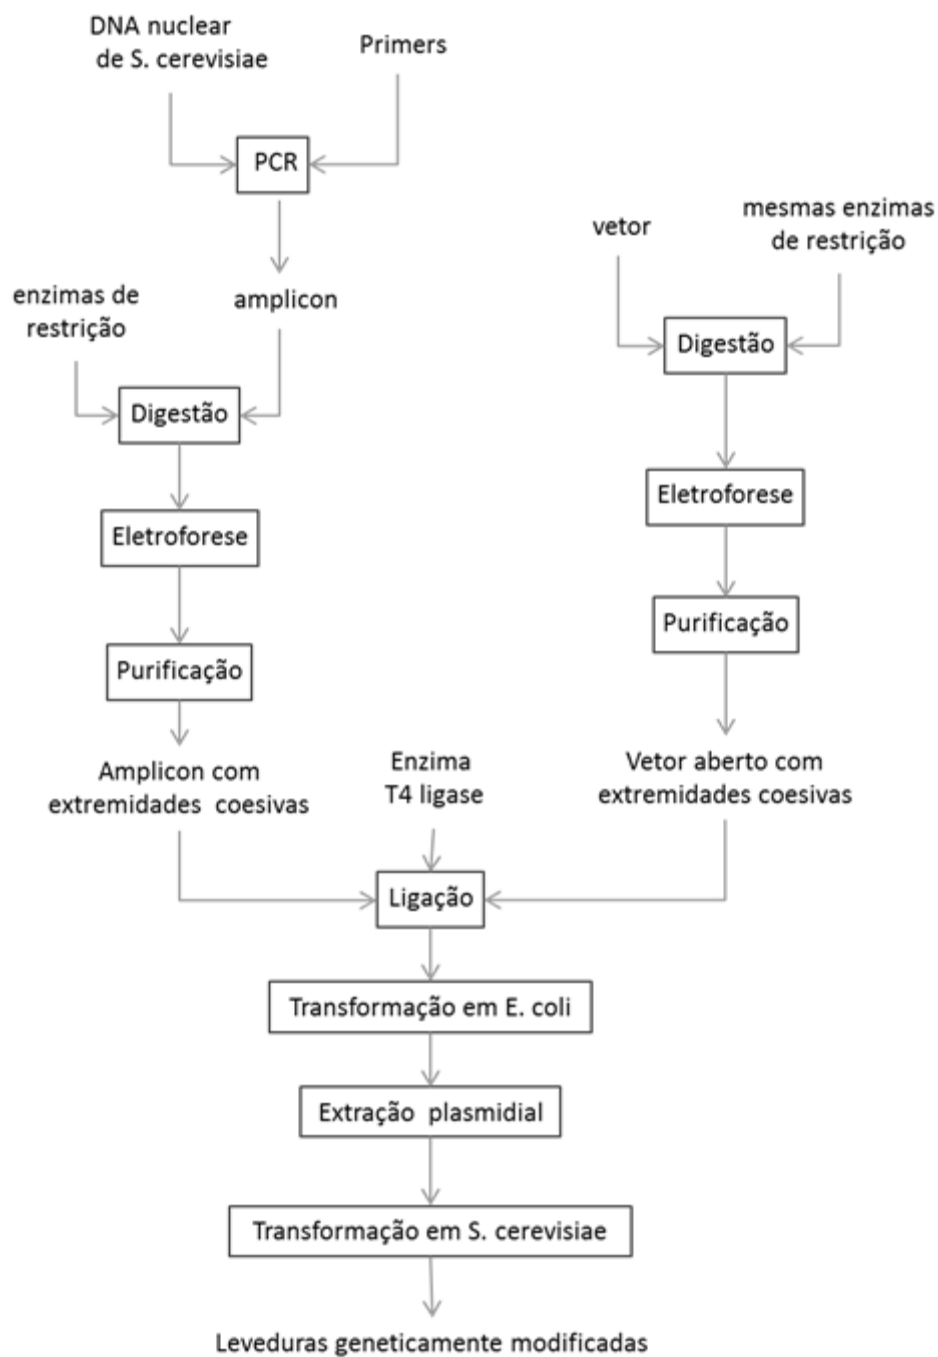 DNA nuclear
de S. cerevisiae
Primers
PCR
amplicon
enzimas de
restrição
Digestão
Eletroforese
Purificação
Amplicon com
extremidades coesivas
vetor
mesmas enzimas
de restrição
Digestão
Eletroforese
Purificação
Vetor aberto com
extremidades coesivas
Enzima
T4 ligase
Ligação
Transformação em E. coli
Extração plasmidial
Transformação em S. cerevisiae
Leveduras geneticamente modificadas